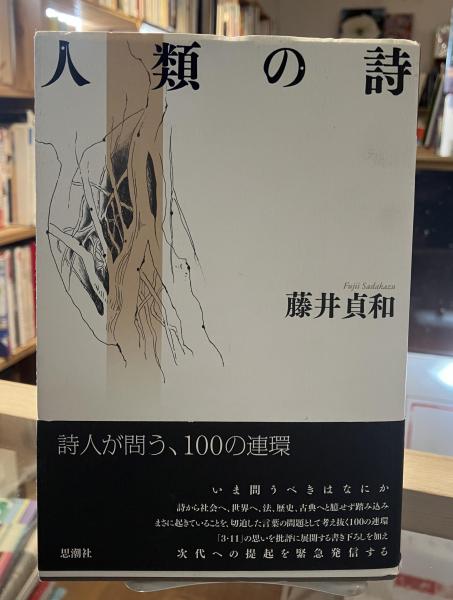 人類の詩
Fujii Sadakazu
藤井貞和
詩人が問う、100の連環
いま問うべきはなにか
詩から社会へ、世界へ、法、歴史、古典へと臆せず踏み込み
まさに起きていることを、切迫した言葉の問題として考え抜く100の連環
「3・11」の思いを批評に展開する書き下ろしを加え
次代への提起を緊急発信する
思潮社